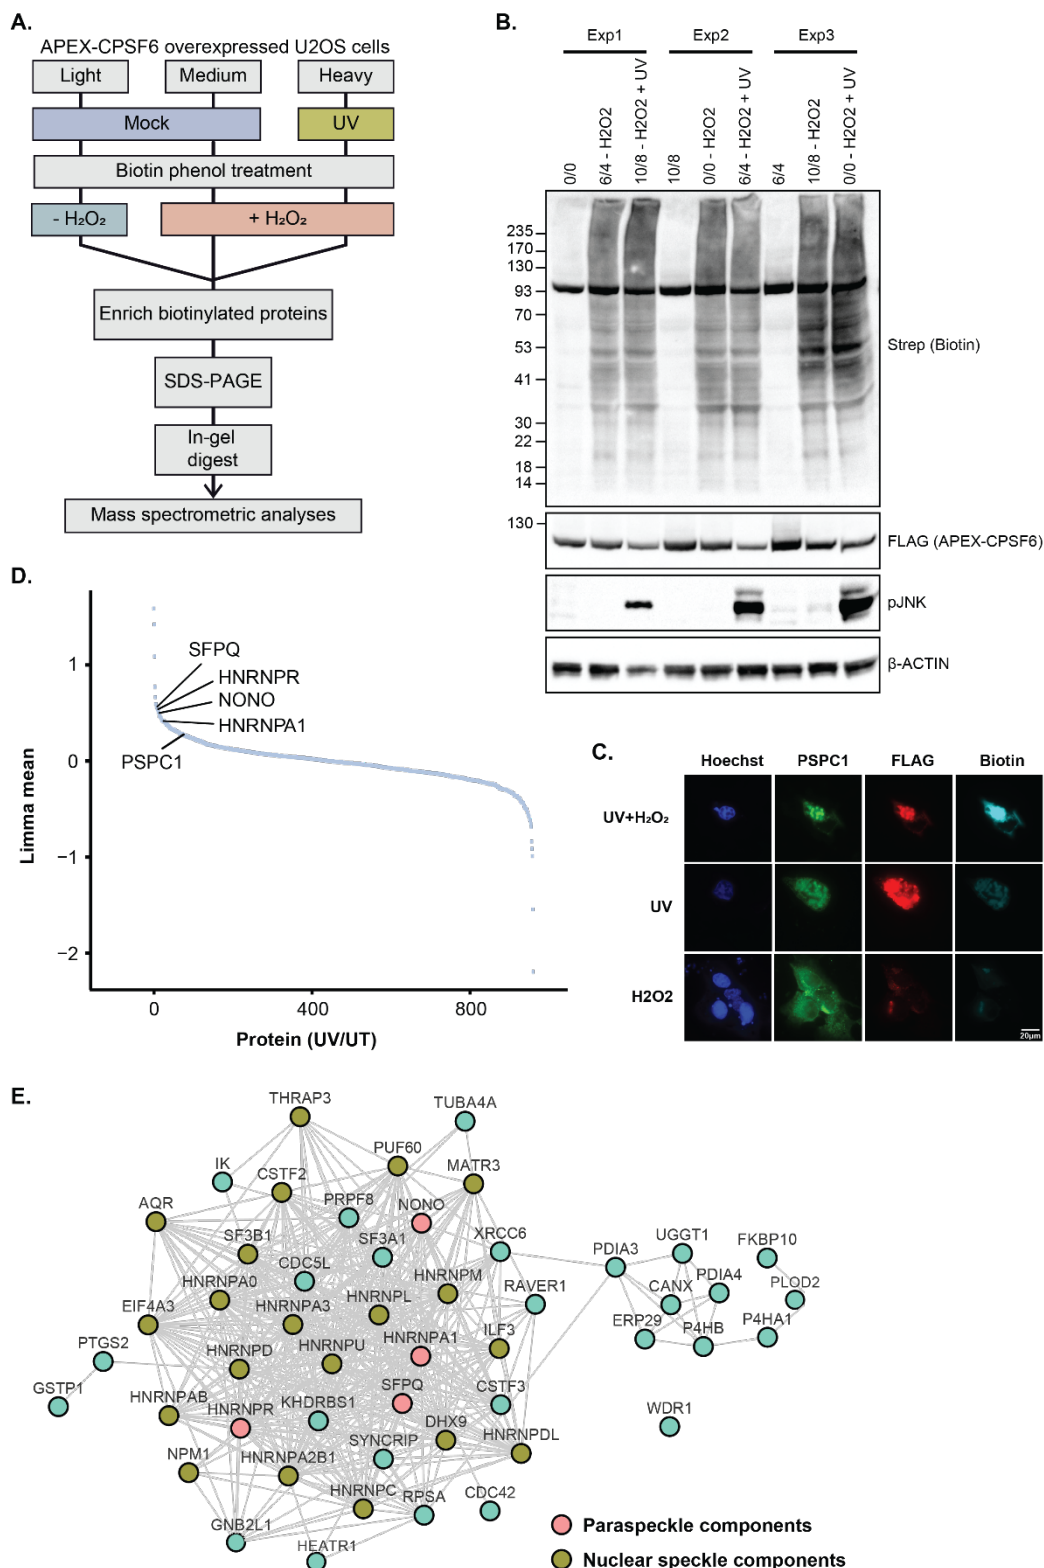 A.
APEX-CPSF6 overexpressed U2OS cells
Light Medium Heavy
Mock UV
Biotin phenol treatment
- H₂O₂ + H₂O₂
Enrich biotinylated proteins
SDS-PAGE
In-gel
digest
Mass spectrometric analyses
B.
Exp1 Exp2 Exp3
0/0
6/4 - H2O2
10/8 - H2O2 + UV
10/8
0/0 - H2O2
6/4 - H2O2 + UV
6/4
10/8 - H2O2
0/0 - H2O2 + UV
235
170
130
93
70
53
41
30
22
18
14
Strep (Biotin)
130
FLAG (APEX-CPSF6)
pJNK
β-ACTIN
C.
Hoechst PSPC1 FLAG Biotin
UV+H₂O₂
UV
H2O2
20μm
D.
Limma mean
1
0
−1
−2
SFPQ
HNRNPR
NONO
HNRNPA1
PSPC1
0 400 800
Protein (UV/UT)
E.
THRAP3
TUBA4A
PUF60
IK
CSTF2
MATR3
AQR
PRPF8
NONO
SF3B1
SF3A1
XRCC6
CDC5L
HNRNPA0
HNRNPM
HNRNPL
RAVER1
EIF4A3
HNRNPA3
PTGS2
HNRNPD
HNRNPU
HNRNPA1
ILF3
GSTP1
HNRNPAB
HNRNPR
KHDRBS1
SFPQ
CSTF3
DHX9
HNRNPDL
NPM1
HNRNPA2B1
SYNCRIP
HNRNPC
RPSA
CDC42
GNB2L1
HEATR1
PDIA3
UGGT1
FKBP10
CANX
PDIA4
PLOD2
ERP29
P4HB
P4HA1
WDR1
Paraspeckle components
Nuclear speckle components